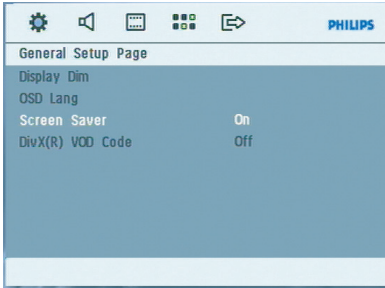 PHILIPS
General Setup Page
Display Dim
OSD Lang
Screen Saver On
DivX(R) VOD Code Off